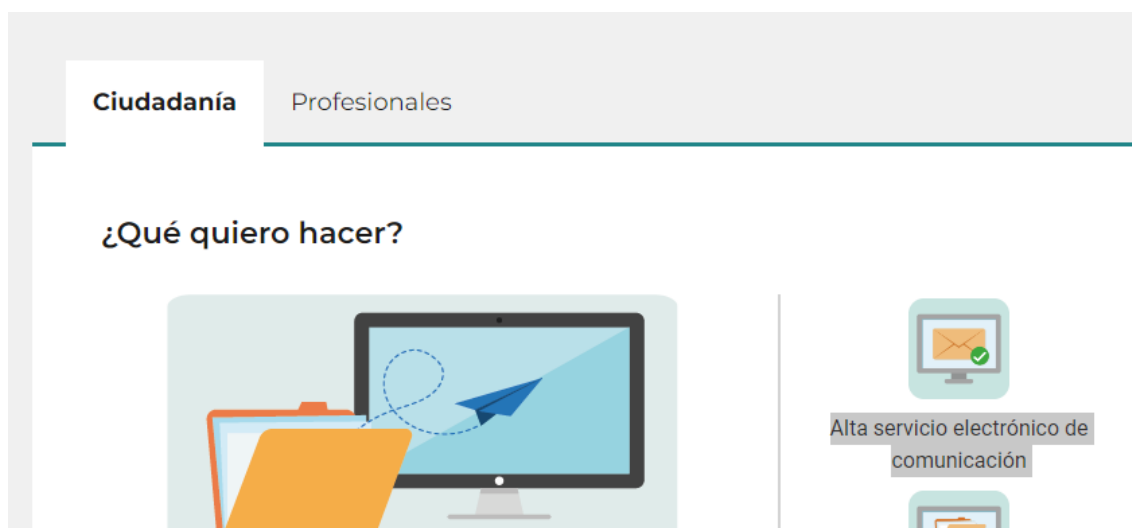 Ciudadanía
Profesionales
¿Qué quiero hacer?
Alta servicio electrónico de
comunicación